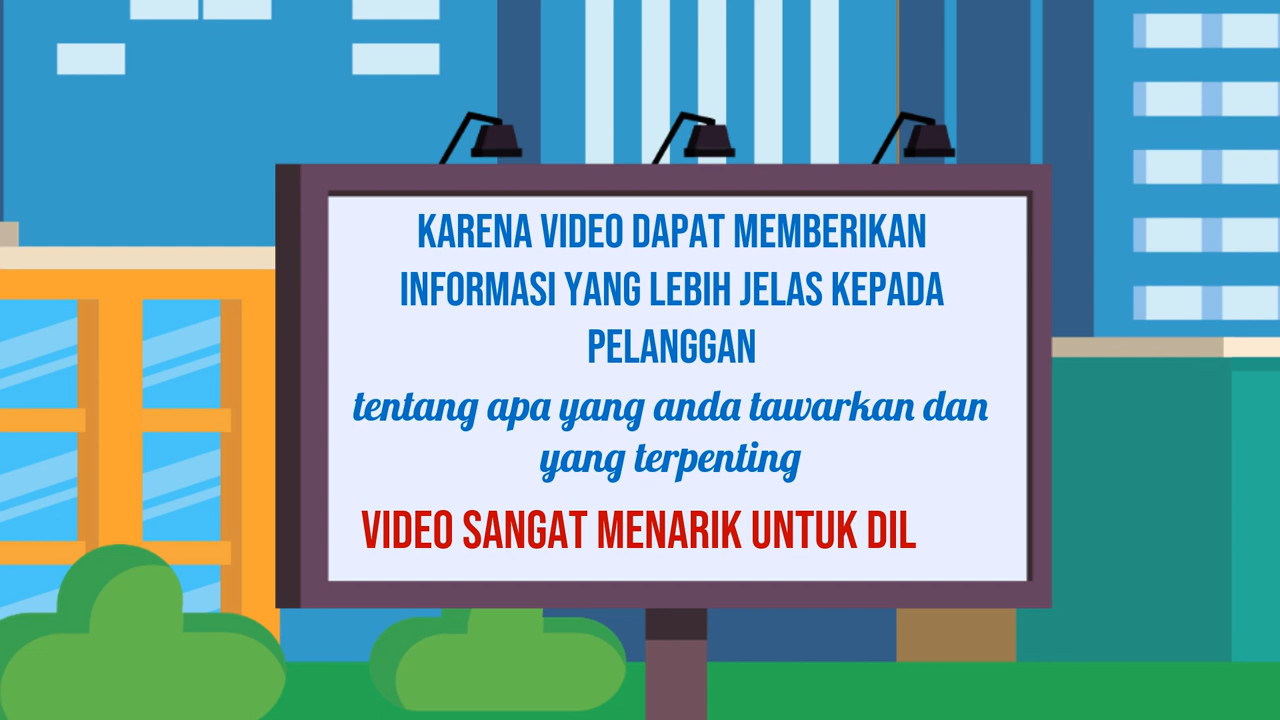 KARENA VIDEO DAPAT MEMBERIKAN
INFORMASI YANG LEBIH JELAS KEPADA
PELANGGAN
tentang apa yang anda tawarkan dan
yang terpenting
VIDEO SANGAT MENARIK UNTUK DIL